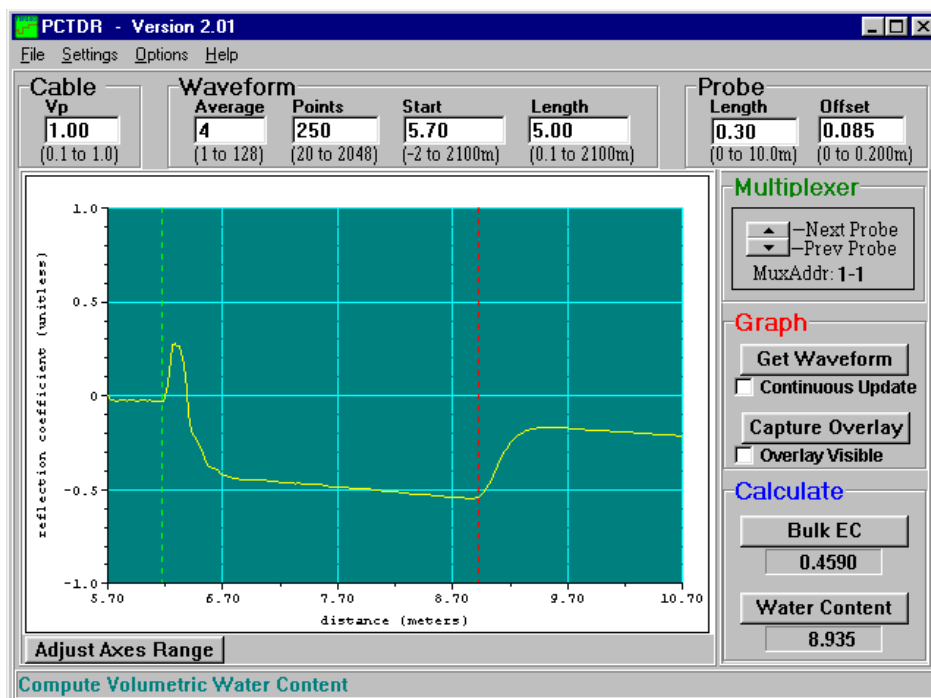 PCTDR - Version 2.01
File Settings Options Help
Cable
Vp
1.00
(0.1 to 1.0)
Waveform
Average Points Start Length
4 250 5.70 5.00
(1 to 128) (20 to 2048) (-2 to 2100m) (0.1 to 2100m)
Probe
Length Offset
0.30 0.085
(0 to 10.0m) (0 to 0.200m)
reflection coefficient (unitless)
1.0
0.5
0
-0.5
-1.0
5.70 6.70 7.70 8.70 9.70 10.70
distance (meters)
Adjust Axes Range
Multiplexer
Next Probe
Prev Probe
MuxAddr: 1-1
Graph
Get Waveform
Continuous Update
Capture Overlay
Overlay Visible
Calculate
Bulk EC
0.4590
Water Content
8.935
Compute Volumetric Water Content